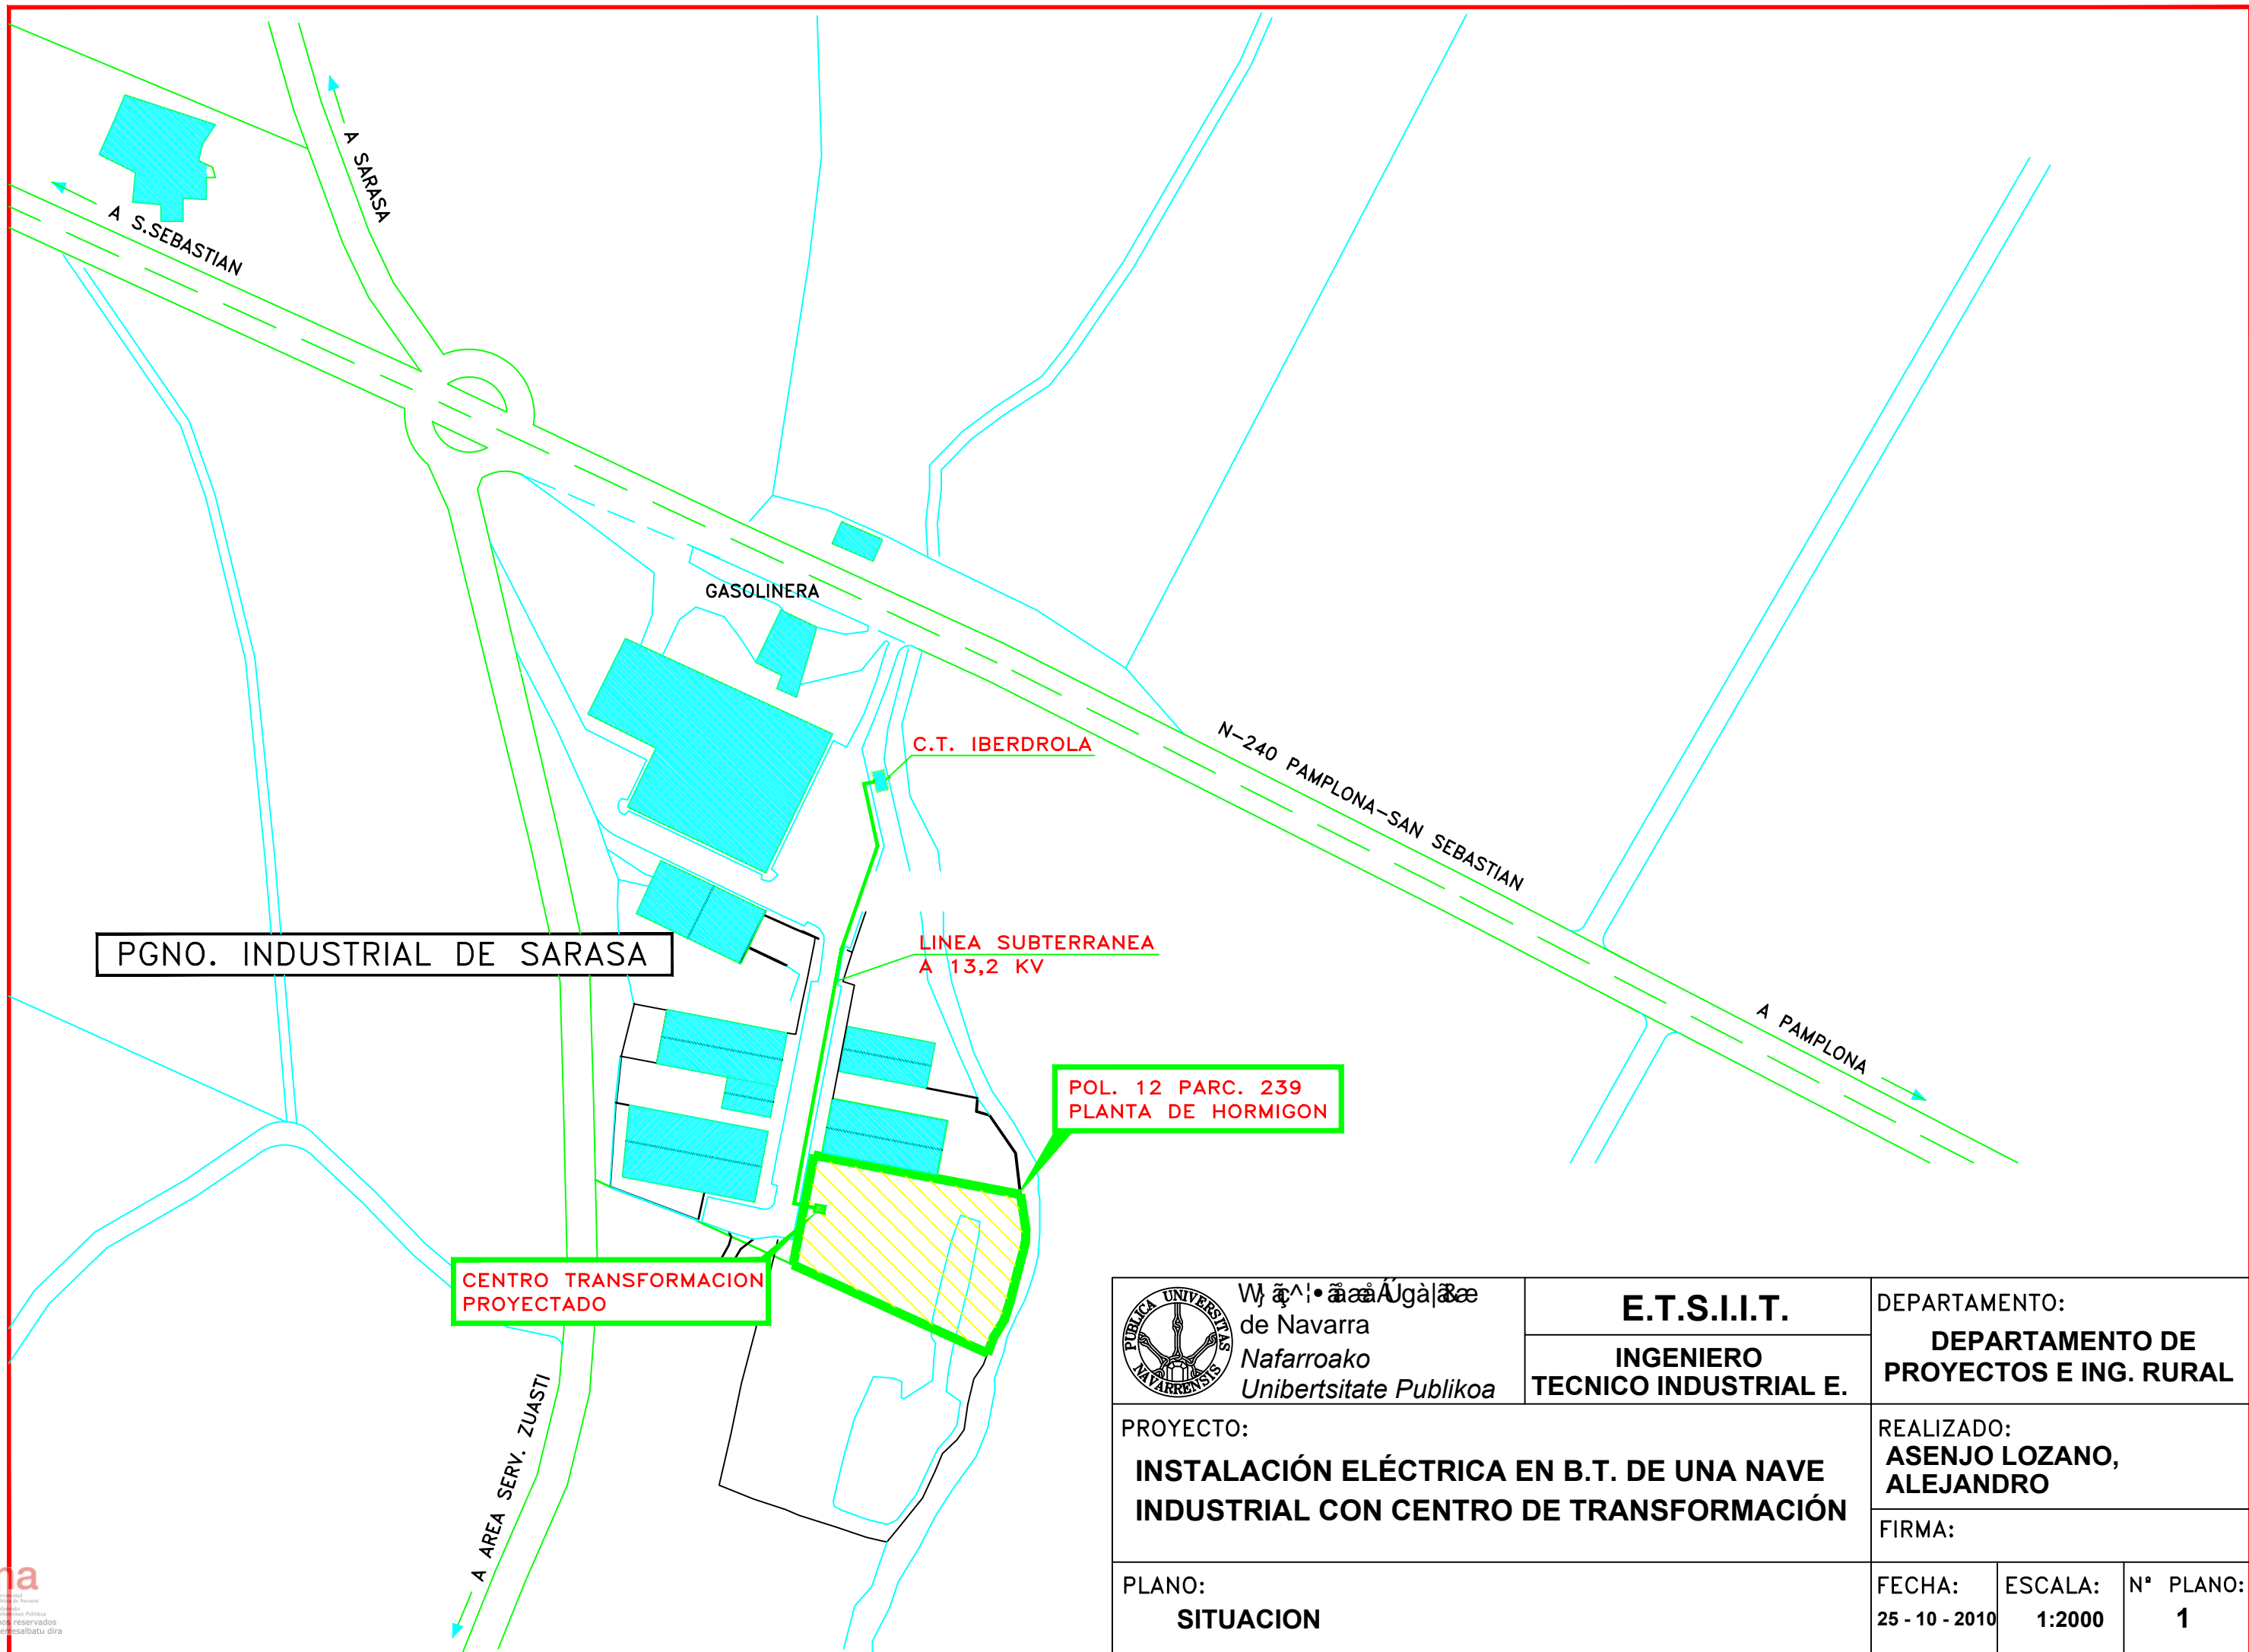 A SARASA
A S.SEBASTIAN
GASOLINERA
C.T. IBERDROLA
N-240 PAMPLONA-SAN SEBASTIAN
PGNO. INDUSTRIAL DE SARASA
LINEA SUBTERRANEA
A 13,2 KV
A PAMPLONA
POL. 12 PARC. 239
PLANTA DE HORMIGON
CENTRO TRANSFORMACION
PROYECTADO
A AREA SERV. ZUASTI
PUBLICA UNIVERSITAS NAVARRENSIS
de Navarra
Nafarroako
Unibertsitate Publikoa
E.T.S.I.I.T.
INGENIERO
TECNICO INDUSTRIAL E.
DEPARTAMENTO:
DEPARTAMENTO DE
PROYECTOS E ING. RURAL
PROYECTO:
INSTALACIÓN ELÉCTRICA EN B.T. DE UNA NAVE
INDUSTRIAL CON CENTRO DE TRANSFORMACIÓN
REALIZADO:
ASENJO LOZANO,
ALEJANDRO
FIRMA:
PLANO:
SITUACION
FECHA:
25 - 10 - 2010
ESCALA:
1:2000
Nº PLANO:
1